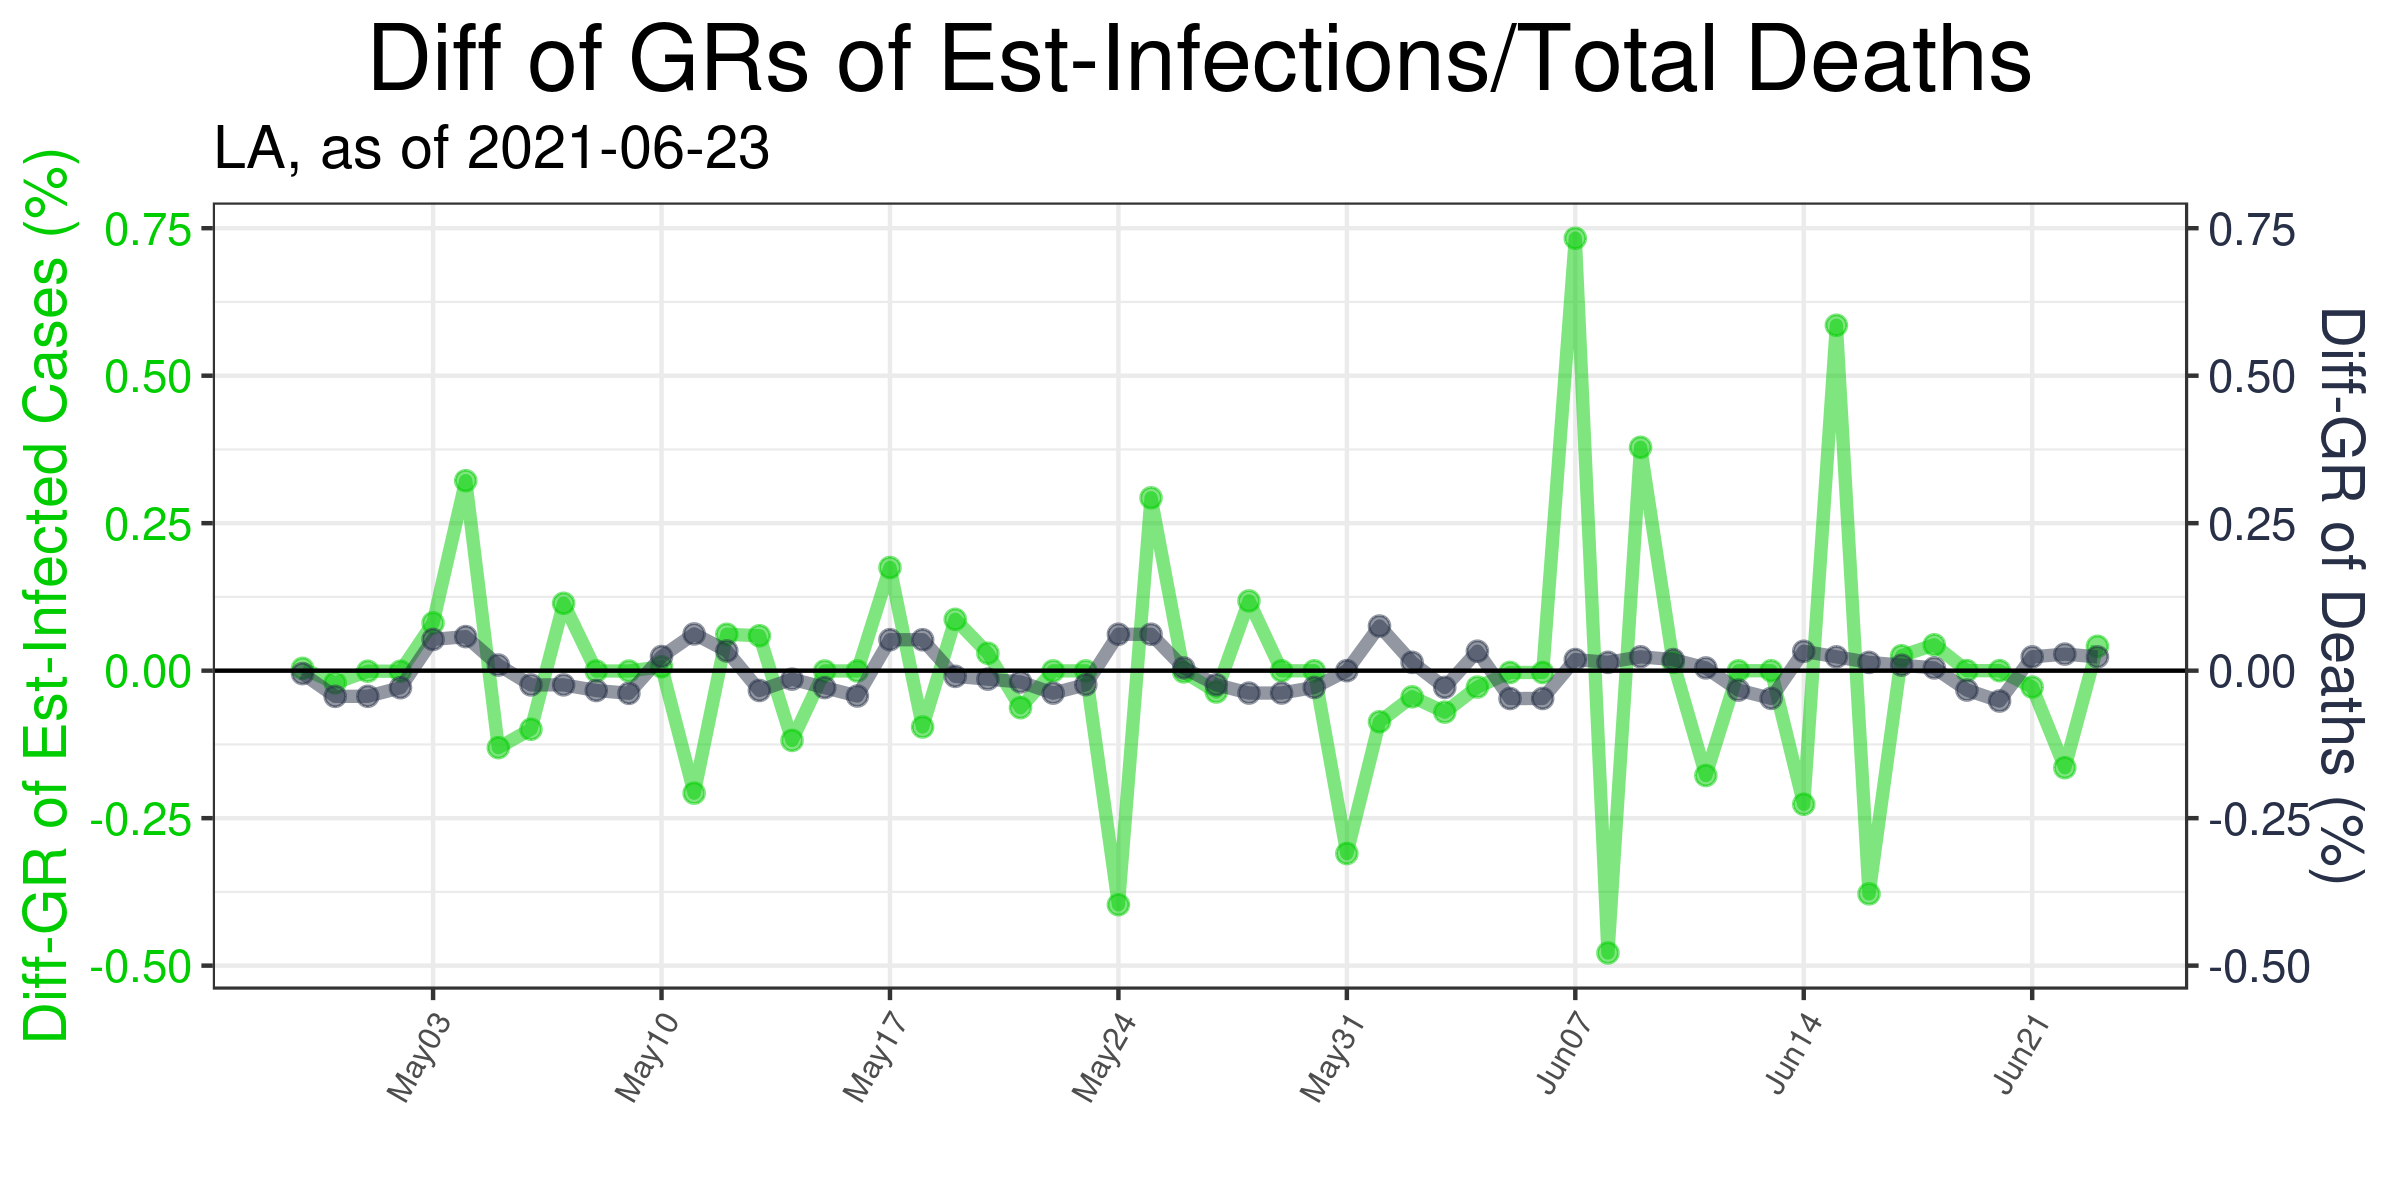 Diff of GRs of Est-Infections/Total Deaths
LA, as of 2021-06-23
Diff-GR of Est-Infected Cases (%)
0.75
0.50
0.25
0.00
-0.25
-0.50
0.75
0.50
0.25
0.00
-0.25
-0.50
Diff-GR of Deaths (%)
May03
May10
May17
May24
May31
Jun07
Jun14
Jun21